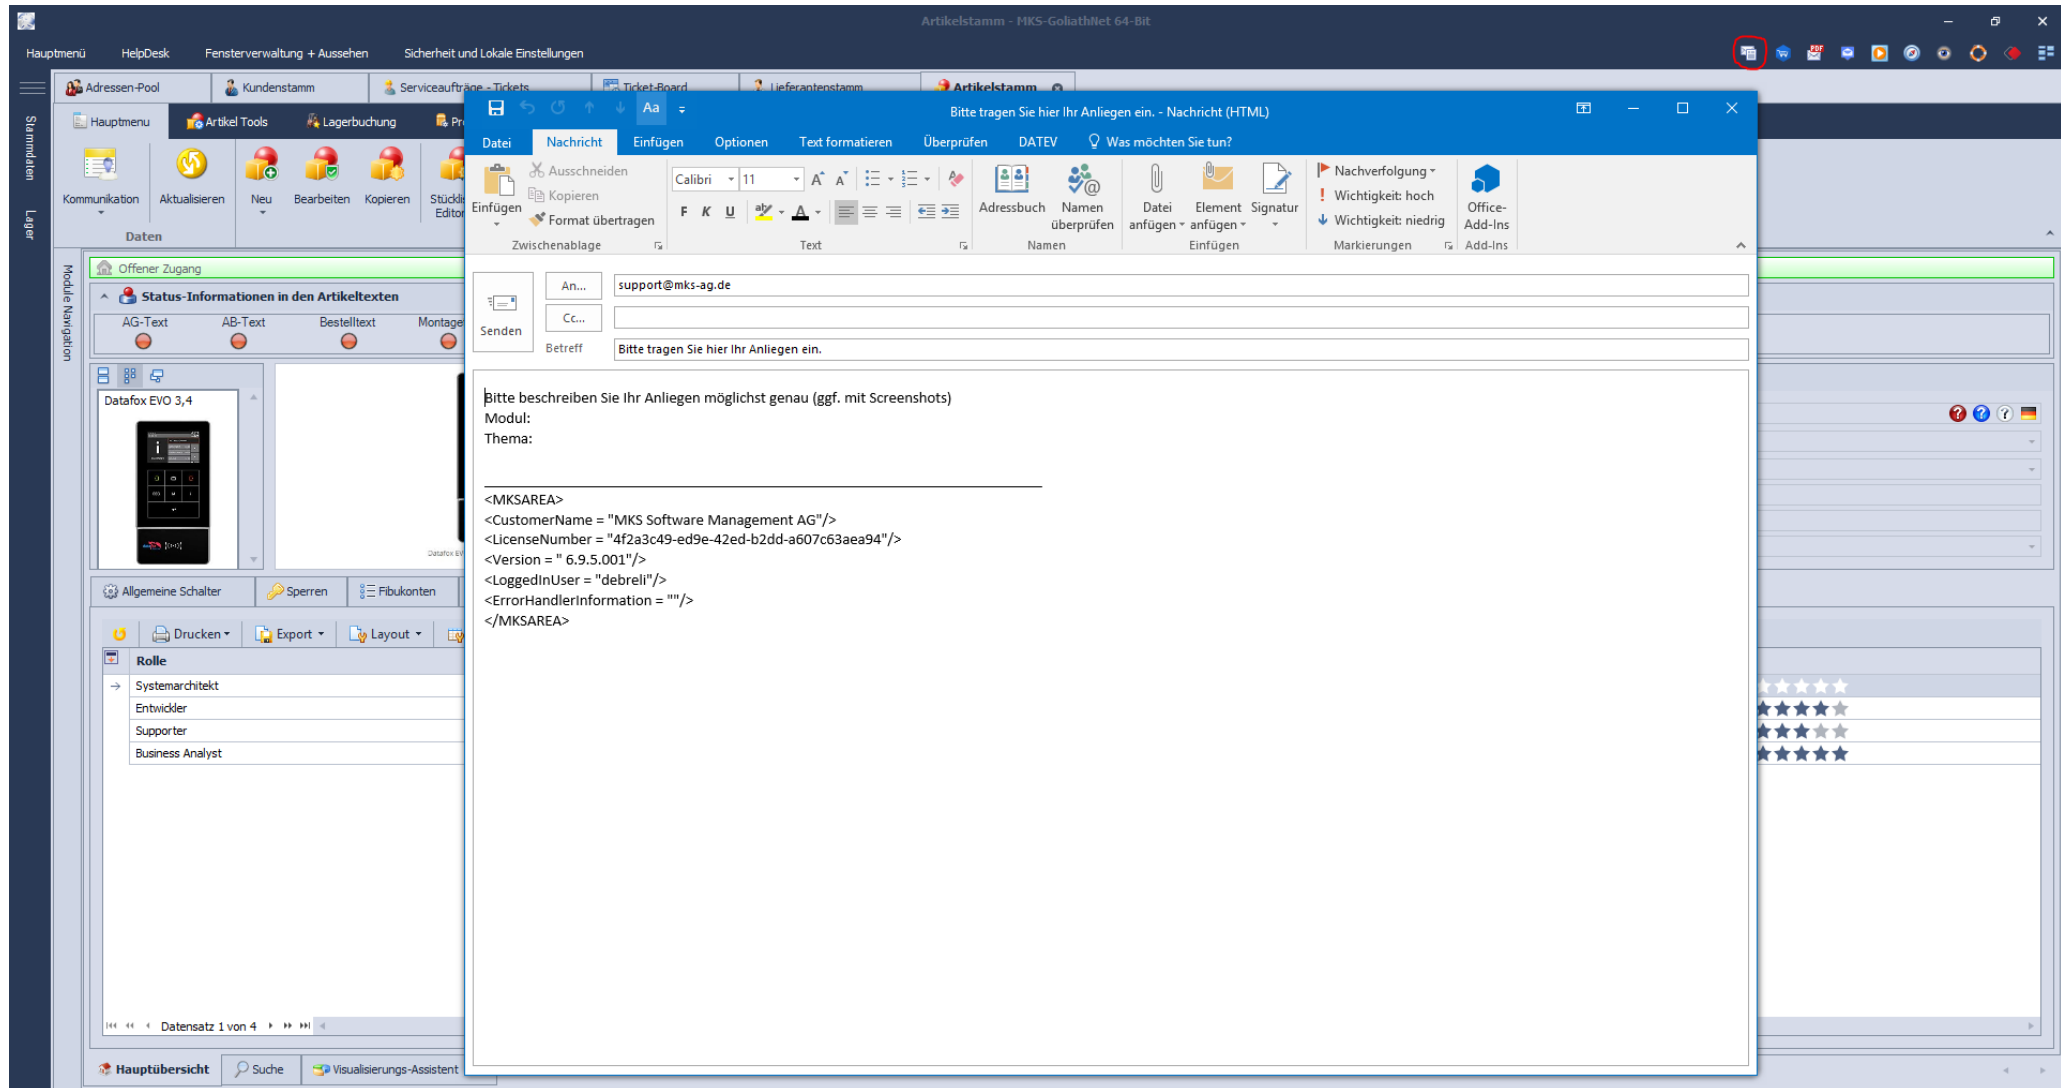 Artikelstamm - MKS-GoliathNet 64-Bit
Hauptmenü HelpDesk Fensterverwaltung + Aussehen Sicherheit und Lokale Einstellungen
Adressen-Pool Kundenstamm Serviceaufträge - Tickets Ticket-Board Lieferantenstamm Artikelstamm
Stammdaten
Lager
Module Navigation
Hauptmenu Artikel Tools Lagerbuchung
Kommunikation Aktualisieren Neu Bearbeiten Kopieren
Editor
Daten
Offener Zugang
Status-Informationen in den Artikeltexten
AG-Text AB-Text Bestelltext
Datafox EVO 3,4
Allgemeine Schalter Sperren Fibukonten
Drucken Export Layout
Rolle
Systemarchitekt
Entwickler
Supporter
Business Analyst
Datensatz 1 von 4
Hauptübersicht Suche Visualisierungs-Assistent
Aa Bitte tragen Sie hier Ihr Anliegen ein. - Nachricht (HTML)
Datei Nachricht Einfügen Optionen Text formatieren Überprüfen DATEV Was möchten Sie tun?
Einfügen
Ausschneiden
Kopieren
Format übertragen
Zwischenablage
Calibri 11 A A
F K U aby A
Text
Adressbuch Namen überprüfen
Namen
Datei anfügen Element anfügen Signatur
Einfügen
Nachverfolgung
Wichtigkeit: hoch
Wichtigkeit: niedrig
Markierungen
Office-Add-Ins
Add-Ins
Senden
An... support@mks-ag.de
Cc...
Betreff Bitte tragen Sie hier Ihr Anliegen ein.
Bitte beschreiben Sie Ihr Anliegen möglichst genau (ggf. mit Screenshots)
Modul:
Thema:
<MKSAREA>
<CustomerName = "MKS Software Management AG"/>
<LicenseNumber = "4f2a3c49-ed9e-42ed-b2dd-a607c63aea94"/>
<Version = " 6.9.5.001"/>
<LoggedInUser = "debreli"/>
<ErrorHandlerInformation = ""/>
</MKSAREA>